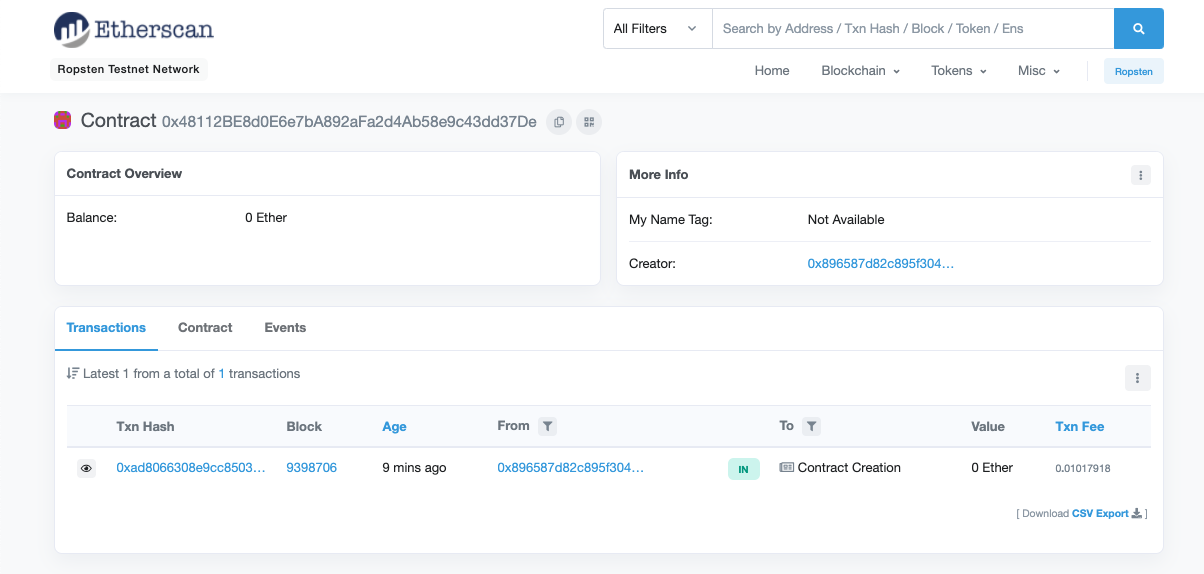 Etherscan
All Filters Search by Address / Txn Hash / Block / Token / Ens
Ropsten Testnet Network
Home Blockchain Tokens Misc Ropsten
Contract 0x48112BE8d0E6e7bA892aFa2d4Ab58e9c43dd37De
Contract Overview
Balance: 0 Ether
More Info
My Name Tag: Not Available
Creator: 0x896587d82c895f304...
Transactions Contract Events
Latest 1 from a total of 1 transactions
Txn Hash Block Age From To Value Txn Fee
0xad8066308e9cc8503... 9398706 9 mins ago 0x896587d82c895f304... IN Contract Creation 0 Ether 0.01017918
[ Download CSV Export ]